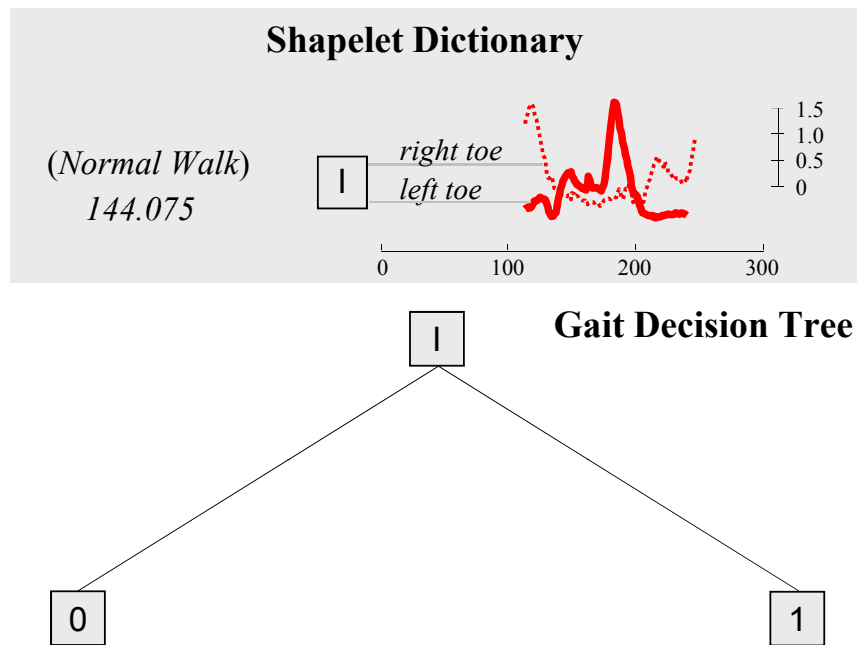 Shapelet Dictionary
(Normal Walk)
144.075
I
right toe
left toe
1.5
1.0
0.5
0
0 100 200 300
Gait Decision Tree
I
0 1